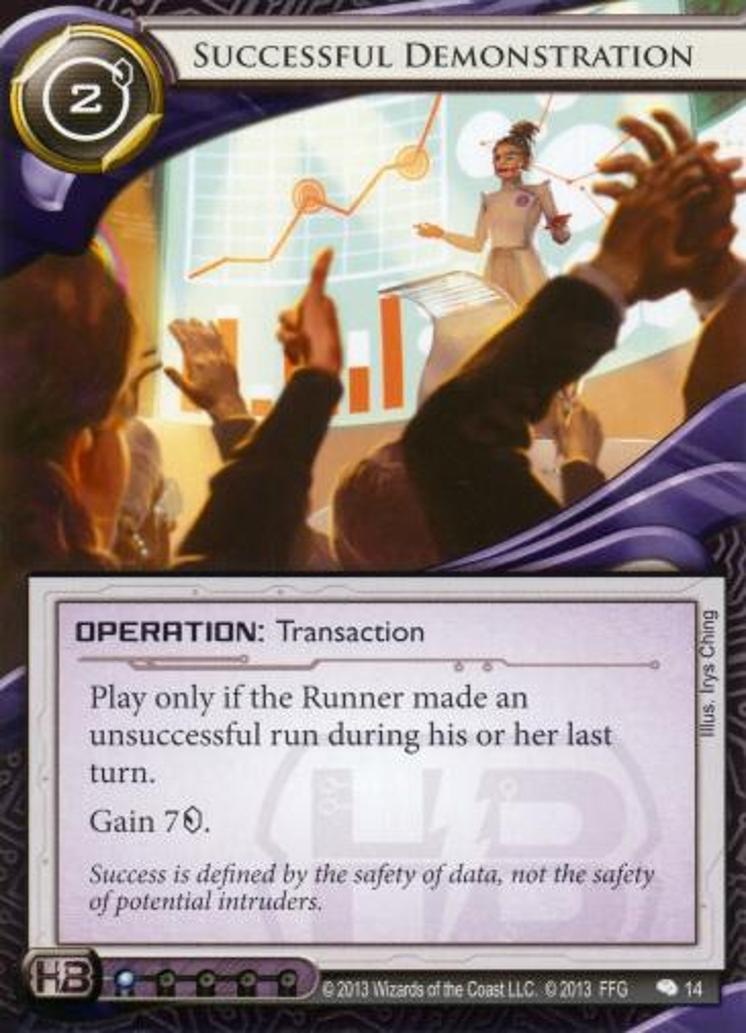 2
SUCCESSFUL DEMONSTRATION
OPERATION: Transaction
Play only if the Runner made an
unsuccessful run during his or her last
turn.
Gain 7.
Success is defined by the safety of data, not the safety
of potential intruders.
Illus. Irys Ching
HB
HB
© 2013 Wizards of the Coast LLC. © 2013 FFG
14